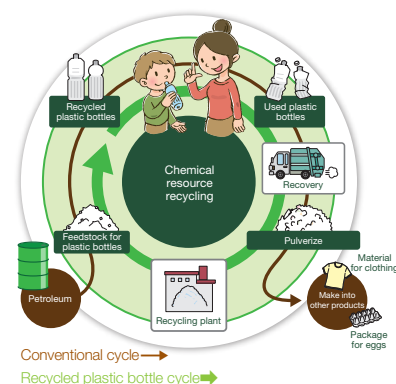 Recycled
plastic bottles
Used plastic
bottles
Chemical
resource
recycling
Recovery
Feedstock for
plastic bottles
Pulverize
Material
for clothing
Petroleum
Recycling plant
Make into
other products
Package
for eggs
Conventional cycle
Recycled plastic bottle cycle